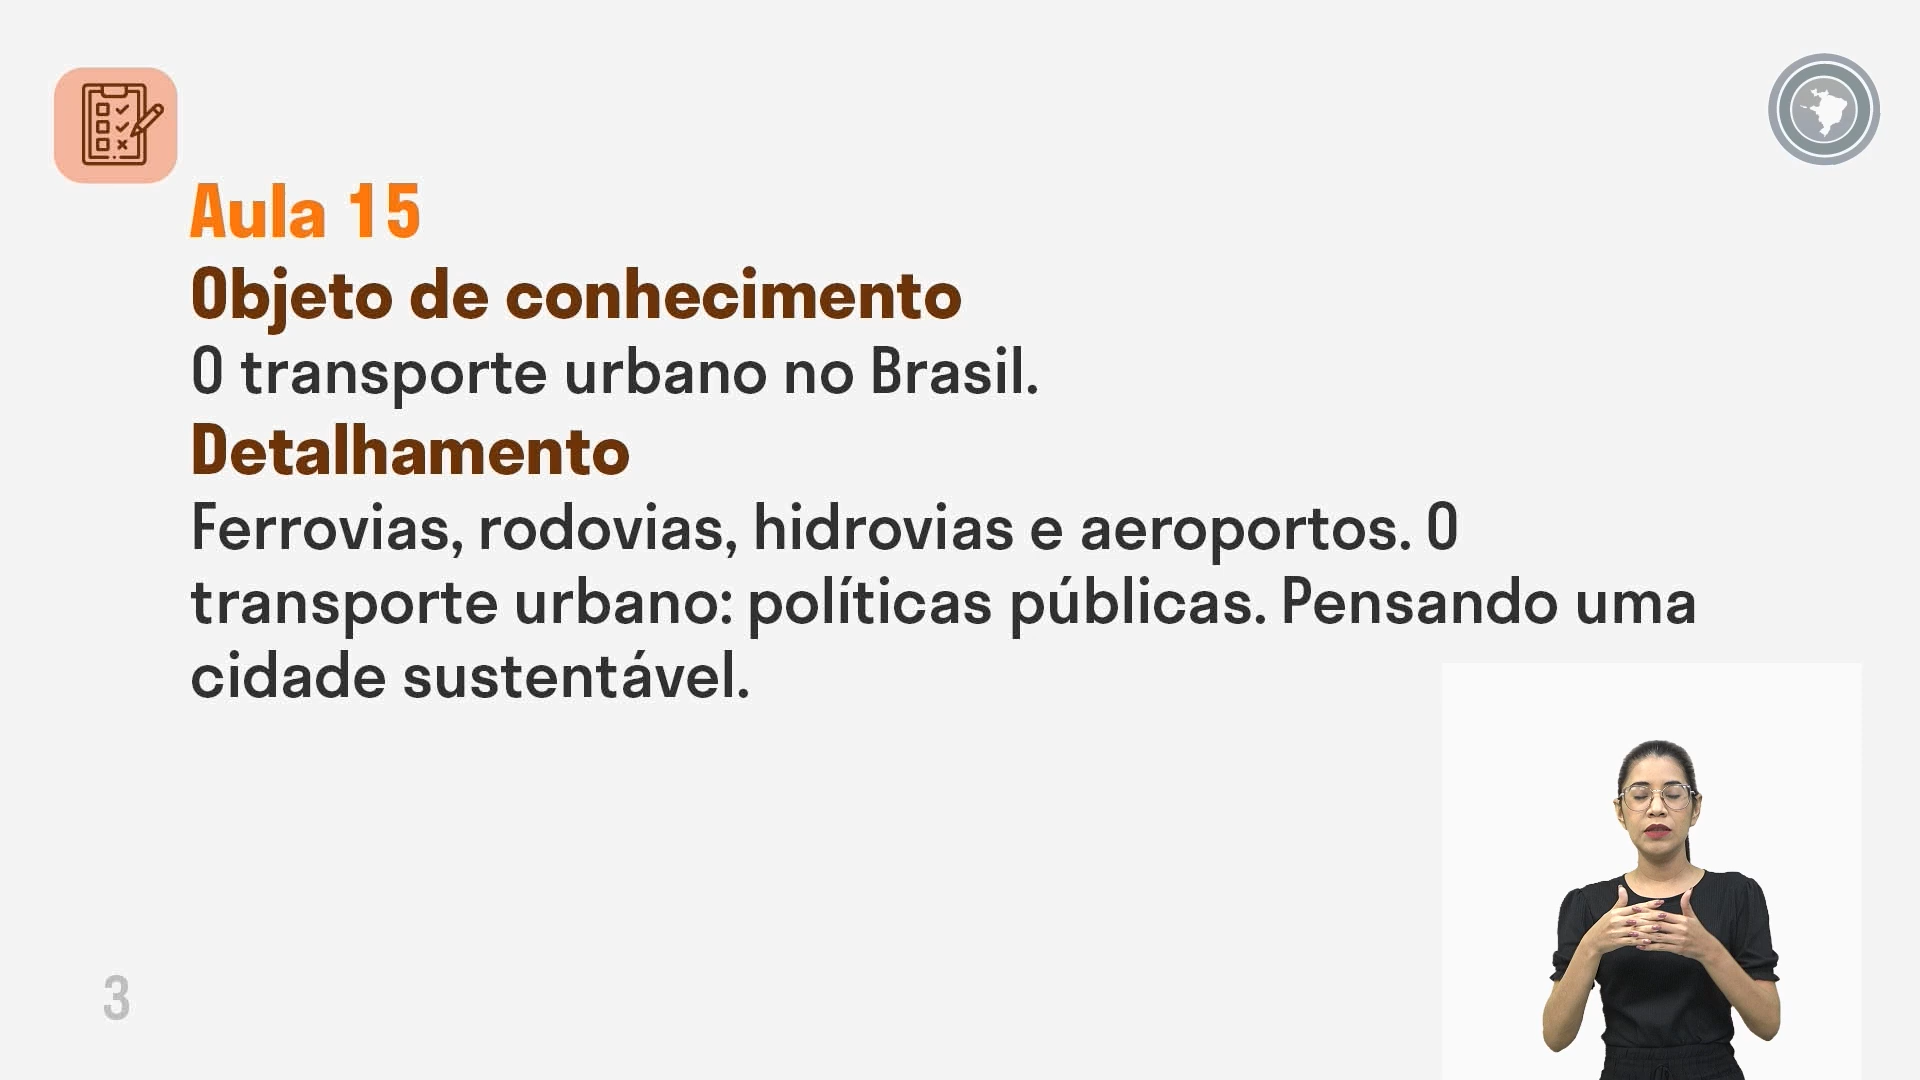 Aula 15
Objeto de conhecimento
O transporte urbano no Brasil.
Detalhamento
Ferrovias, rodovias, hidrovias e aeroportos. O
transporte urbano: políticas públicas. Pensando uma
cidade sustentável.
3